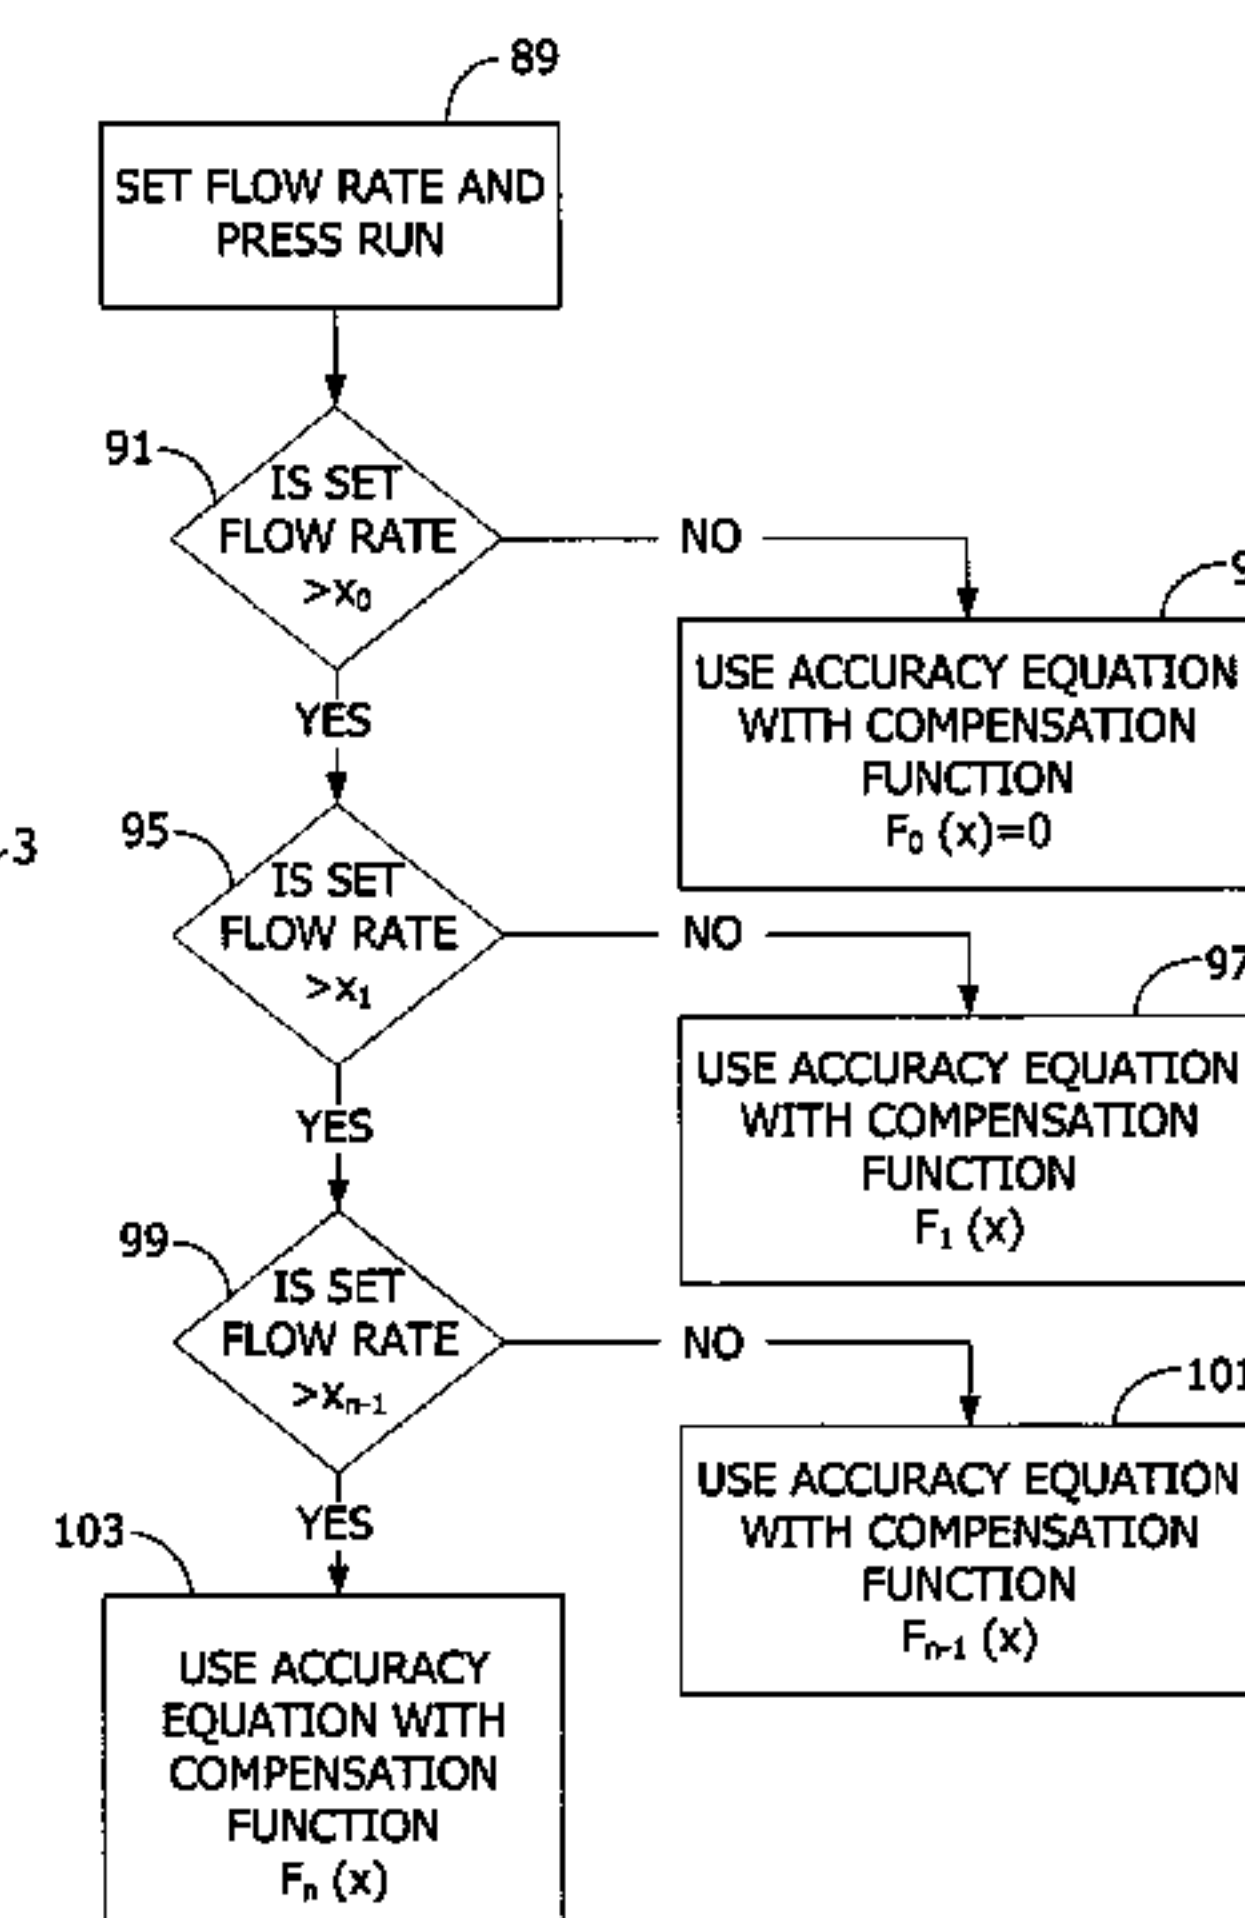 89
SET FLOW RATE AND
PRESS RUN
91
IS SET
FLOW RATE
>x₀
NO
YES
USE ACCURACY EQUATION
WITH COMPENSATION
FUNCTION
F₀ (x)=0
3
95
IS SET
FLOW RATE
>x₁
NO
97
YES
USE ACCURACY EQUATION
WITH COMPENSATION
FUNCTION
F₁ (x)
99
IS SET
FLOW RATE
>xₙ₋₁
NO
101
YES
USE ACCURACY EQUATION
WITH COMPENSATION
FUNCTION
Fₙ₋₁ (x)
103
USE ACCURACY
EQUATION WITH
COMPENSATION
FUNCTION
Fₙ (x)